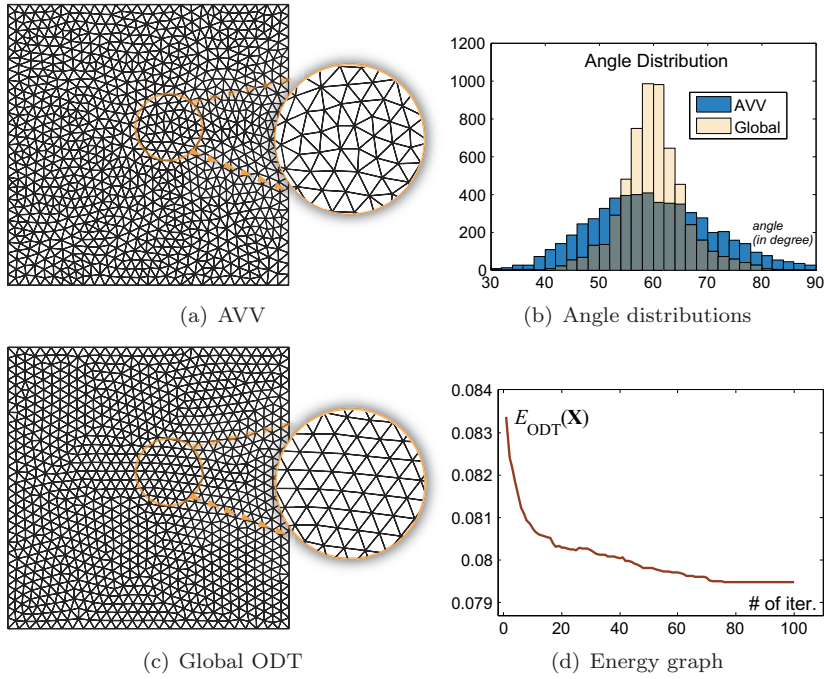 (a) AVV
1200
1000
800
600
400
200
0
30 40 50 60 70 80 90
Angle Distribution
AVV
Global
angle
(in degree)
(b) Angle distributions
(c) Global ODT
0.084
0.083
0.082
0.081
0.08
0.079
0 20 40 60 80 100
E_ODT(X)
# of iter.
(d) Energy graph